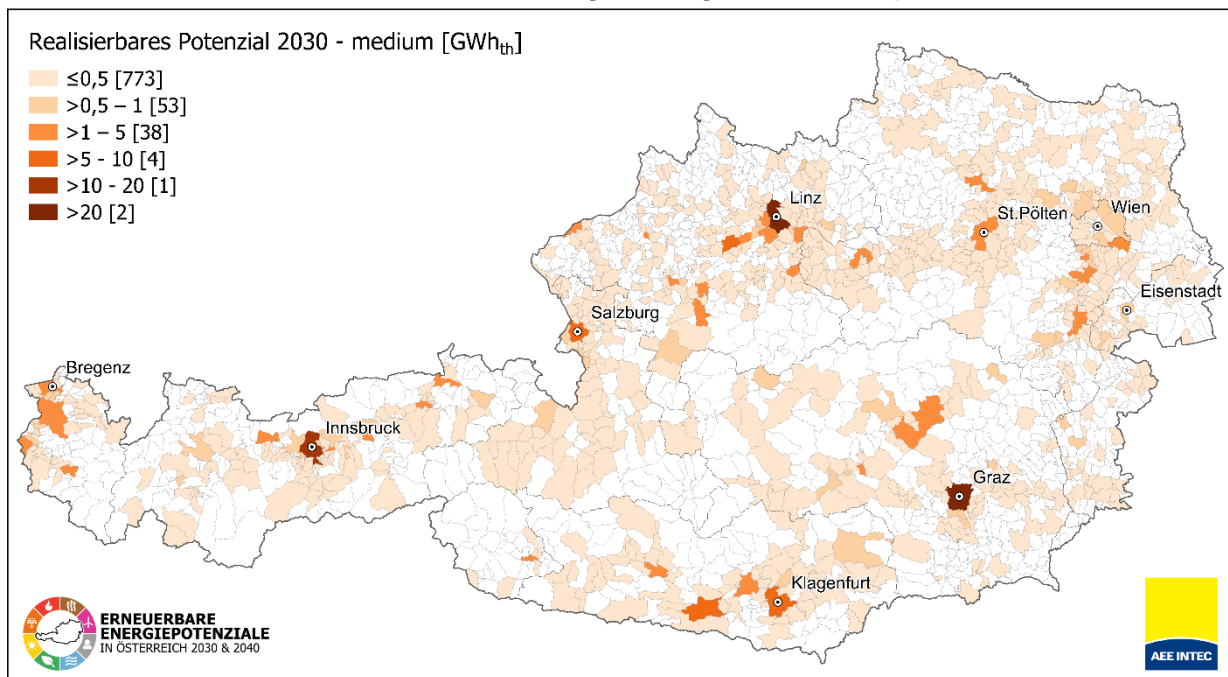 Realisierbares Potenzial 2030 - medium [GWhth]
≤0,5 [773]
>0,5 – 1 [53]
>1 – 5 [38]
>5 - 10 [4]
>10 - 20 [1]
>20 [2]
Linz
St.Pölten
Wien
Eisenstadt
Salzburg
Bregenz
Innsbruck
Graz
Klagenfurt
ERNEUERBARE
ENERGIEPOTENZIALE
IN ÖSTERREICH 2030 & 2040
AEE INTEC